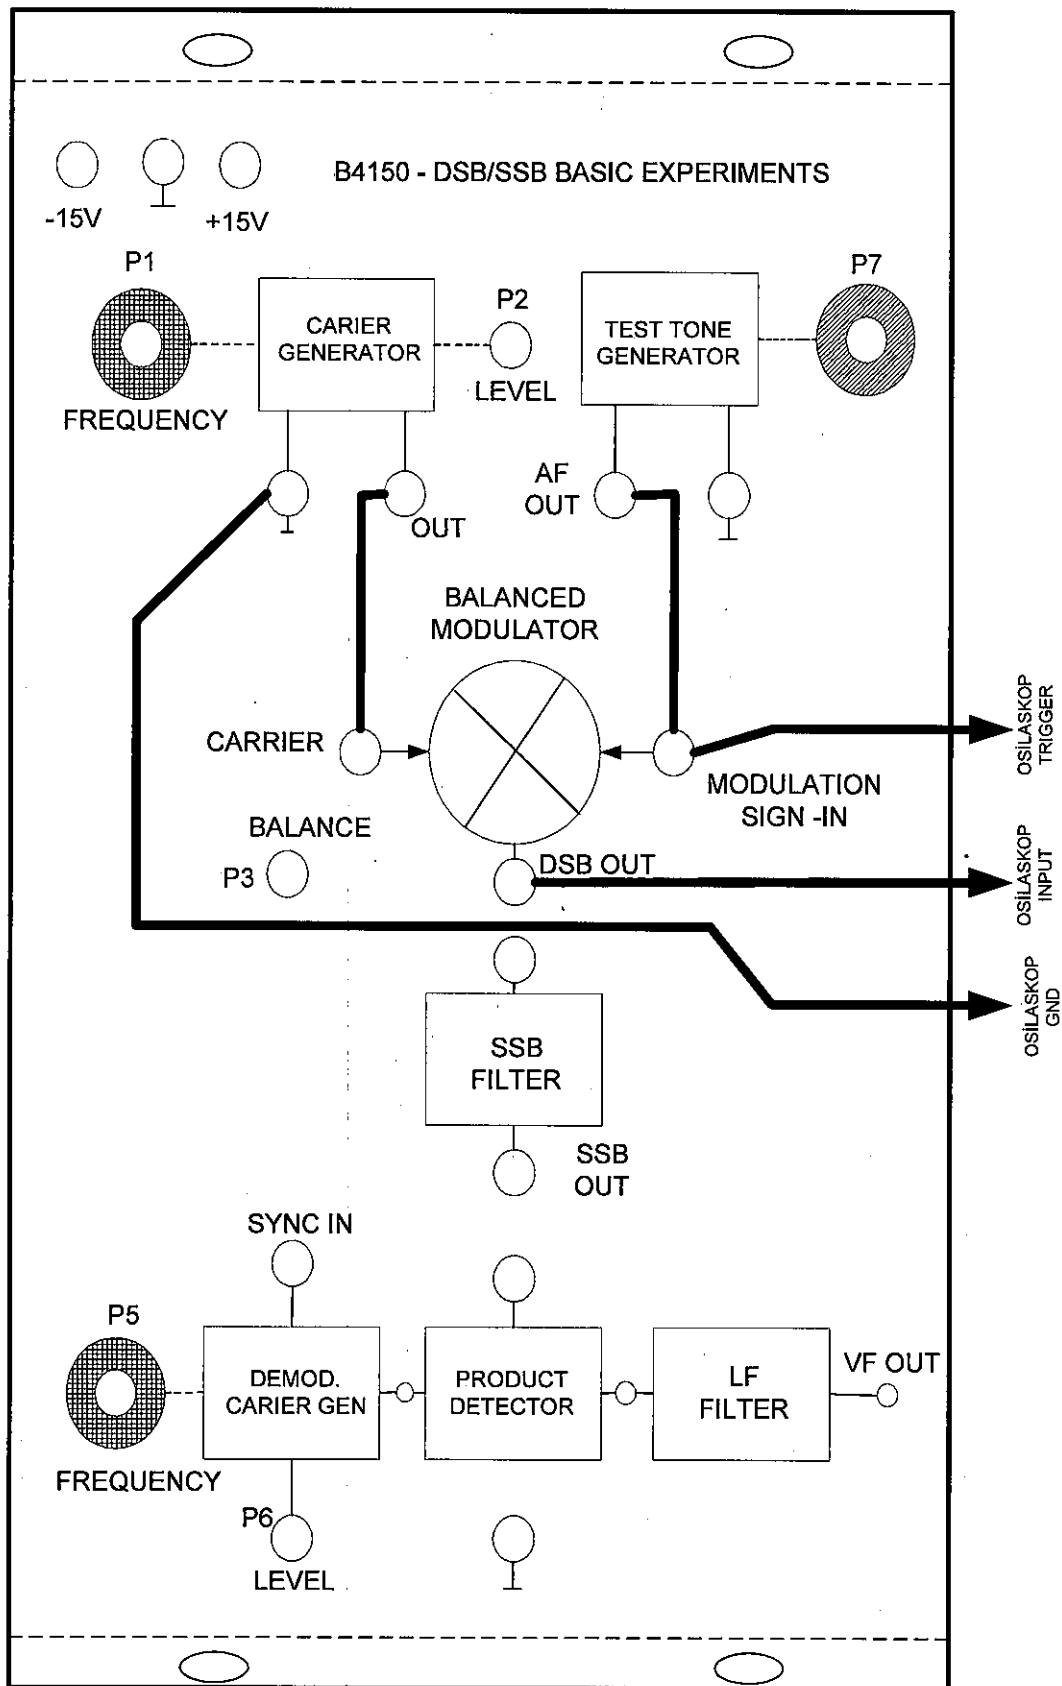 B4150 - DSB/SSB BASIC EXPERIMENTS
-15V
+15V
P1
FREQUENCY
CARIER
GENERATOR
P2
LEVEL
TEST TONE
GENERATOR
P7
OUT
AF
OUT
BALANCED
MODULATOR
CARRIER
MODULATION
SIGN -IN
OSİLASKOP
TRIGGER
BALANCE
P3
DSB OUT
OSİLASKOP
INPUT
OSİLASKOP
GND
SSB
FILTER
SSB
OUT
SYNC IN
P5
FREQUENCY
DEMOD.
CARIER GEN
PRODUCT
DETECTOR
LF
FILTER
VF OUT
P6
LEVEL